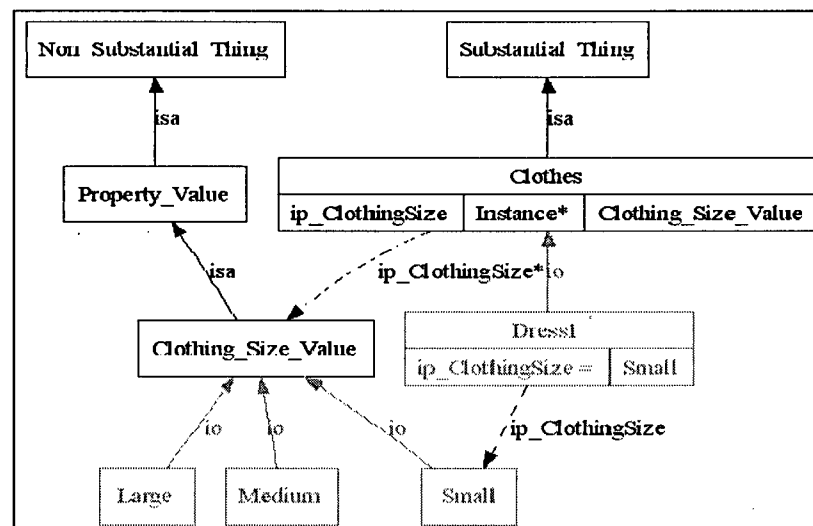 Non Substantial Thing
Substantial Thing
isa
isa
Clothes
Property_Value
ip_ClothingSize Instance* Clothing_Size_Value
isa
ip_ClothingSize*
io
Dress1
Clothing_Size_Value
ip_ClothingSize = Small
io
io
io
ip_ClothingSize
Large
Medium
Small